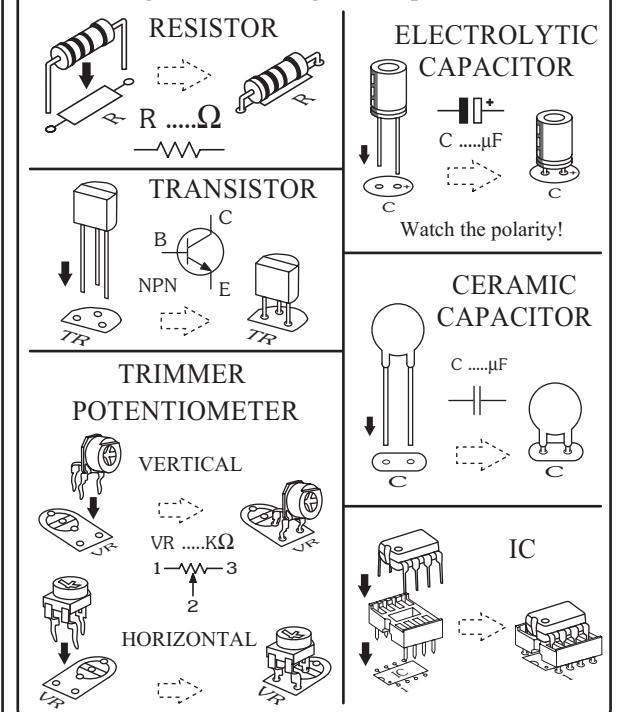 RESISTOR
R
R
R .....Ω
TRANSISTOR
C
B
NPN
E
TR
TR
TRIMMER
POTENTIOMETER
VERTICAL
VR
VR
VR .....KΩ
1
3
2
HORIZONTAL
VR
VR
ELECTROLYTIC
CAPACITOR
+
C .....µF
+
+
C
C
Watch the polarity!
CERAMIC
CAPACITOR
C .....µF
C
C
IC
IC